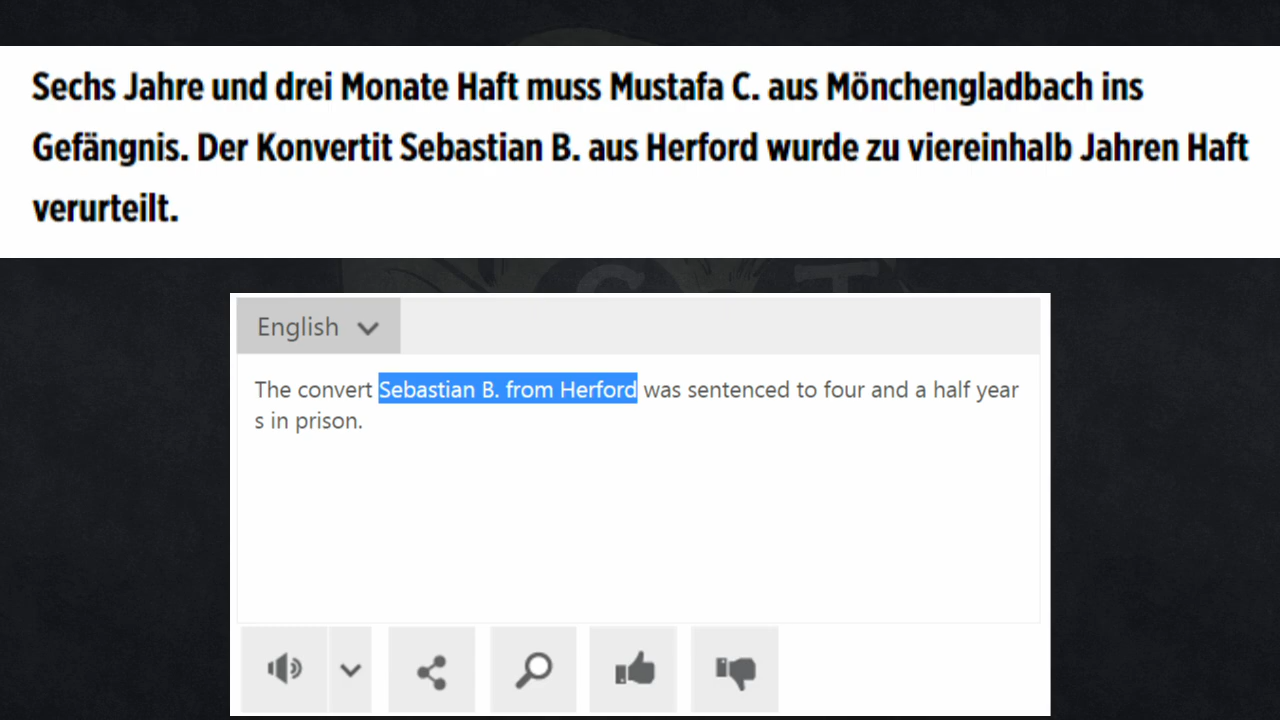 Sechs Jahre und drei Monate Haft muss Mustafa C. aus Mönchengladbach ins
Gefängnis. Der Konvertit Sebastian B. aus Herford wurde zu viereinhalb Jahren Haft
verurteilt.
English
The convert Sebastian B. from Herford was sentenced to four and a half year
s in prison.